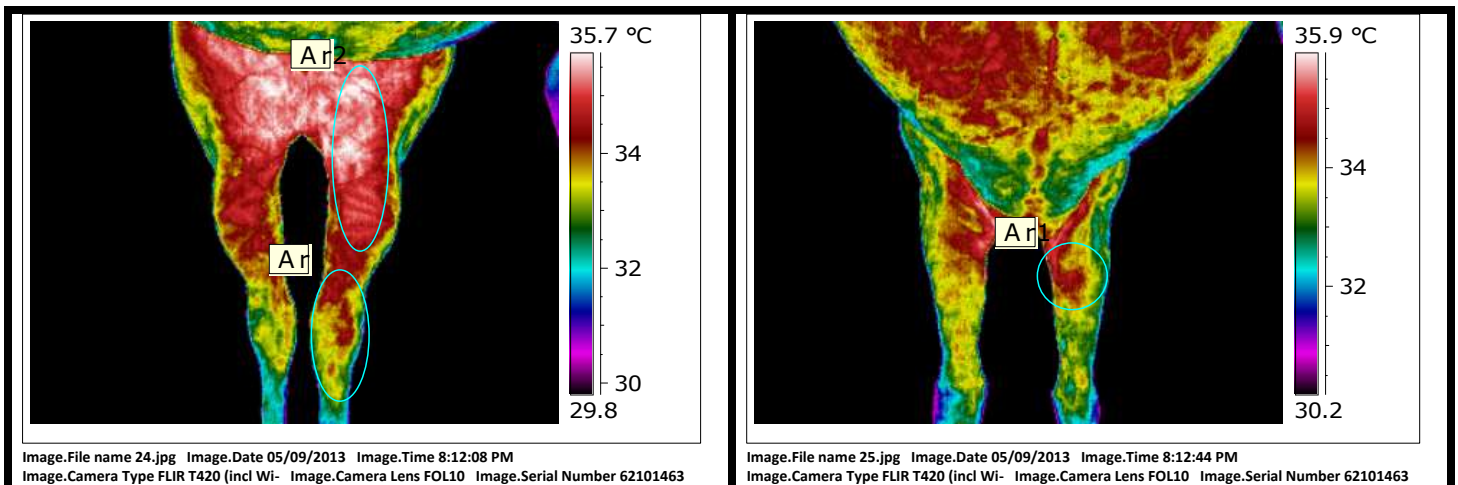 35.7 °C
Ar2
34
Ar
32
30
29.8
35.9 °C
34
Ar1
32
30.2
Image.File name 24.jpg Image.Date 05/09/2013 Image.Time 8:12:08 PM
Image.Camera Type FLIR T420 (incl Wi- Image.Camera Lens FOL10 Image.Serial Number 62101463
Image.File name 25.jpg Image.Date 05/09/2013 Image.Time 8:12:44 PM
Image.Camera Type FLIR T420 (incl Wi- Image.Camera Lens FOL10 Image.Serial Number 62101463